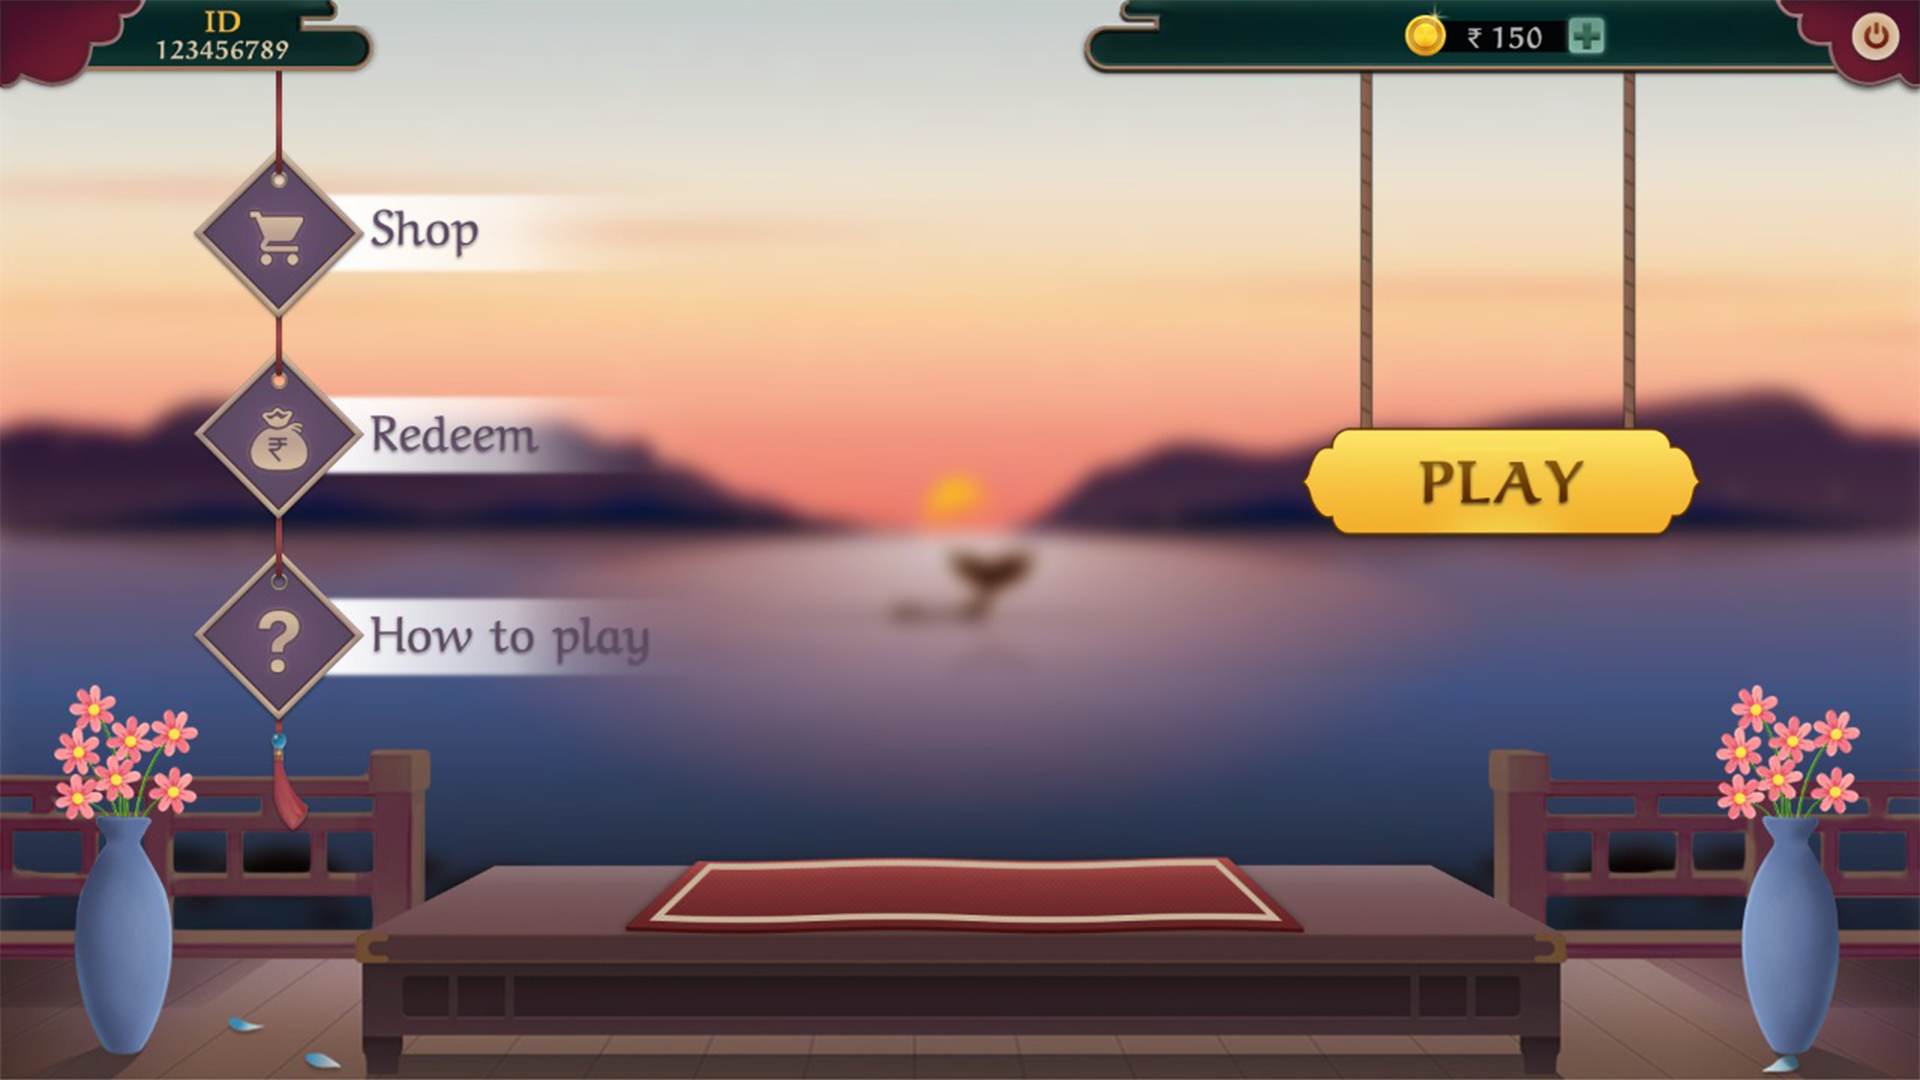 ID
123456789
₹ 150
Shop
Redeem
₹
How to play
?
PLAY